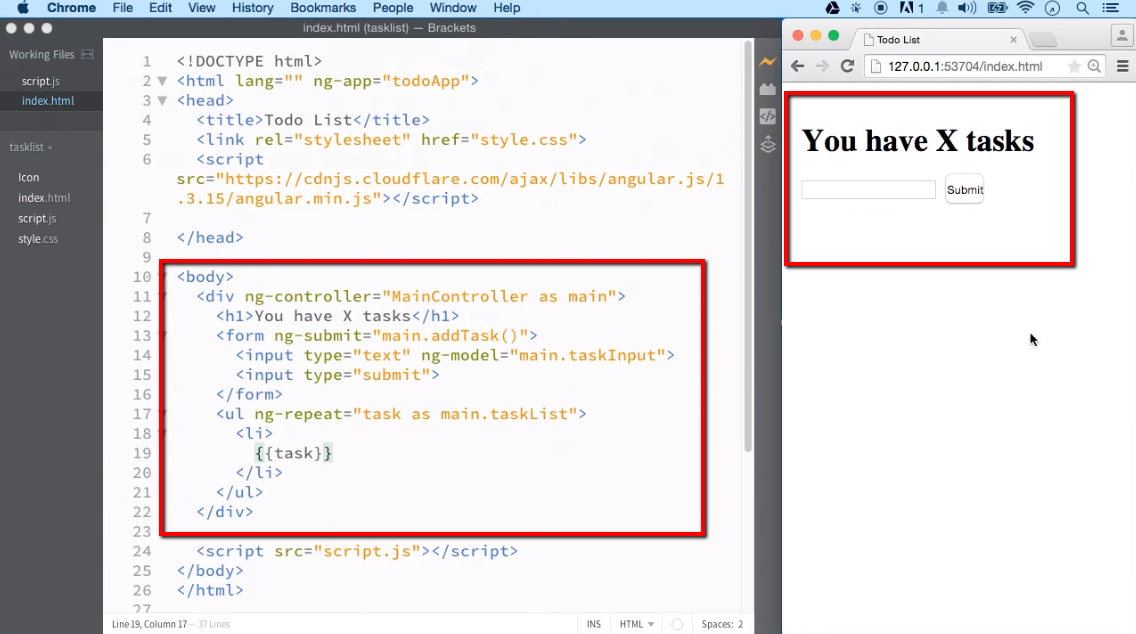 Chrome File Edit View History Bookmarks People Window Help 1
index.html (tasklist) — Brackets
Working Files
script.js
index.html
tasklist
Icon
index.html
script.js
style.css
1 <!DOCTYPE html>
2 <html lang="" ng-app="todoApp">
3 <head>
4 <title>Todo List</title>
5 <link rel="stylesheet" href="style.css">
6 <script
src="https://cdnjs.cloudflare.com/ajax/libs/angular.js/1
.3.15/angular.min.js"></script>
7
8 </head>
9
10 <body>
11 <div ng-controller="MainController as main">
12 <h1>You have X tasks</h1>
13 <form ng-submit="main.addTask()">
14 <input type="text" ng-model="main.taskInput">
15 <input type="submit">
16 </form>
17 <ul ng-repeat="task as main.taskList">
18 <li>
19 {{task}}
20 </li>
21 </ul>
22 </div>
23
24 <script src="script.js"></script>
25 </body>
26 </html>
27
Line 19, Column 17 — 37 Lines
INS HTML Spaces: 2
Todo List
127.0.0.1:53704/index.html
You have X tasks
Submit